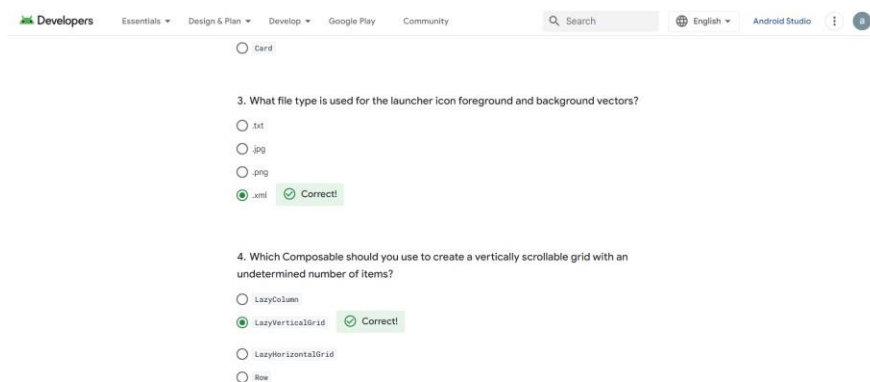 Developers Essentials Design & Plan Develop Google Play Community Search English Android Studio a
Card
3. What file type is used for the launcher icon foreground and background vectors?
.txt
.jpg
.png
.xml Correct!
4. Which Composable should you use to create a vertically scrollable grid with an
undetermined number of items?
LazyColumn
LazyVerticalGrid Correct!
LazyHorizontalGrid
Row